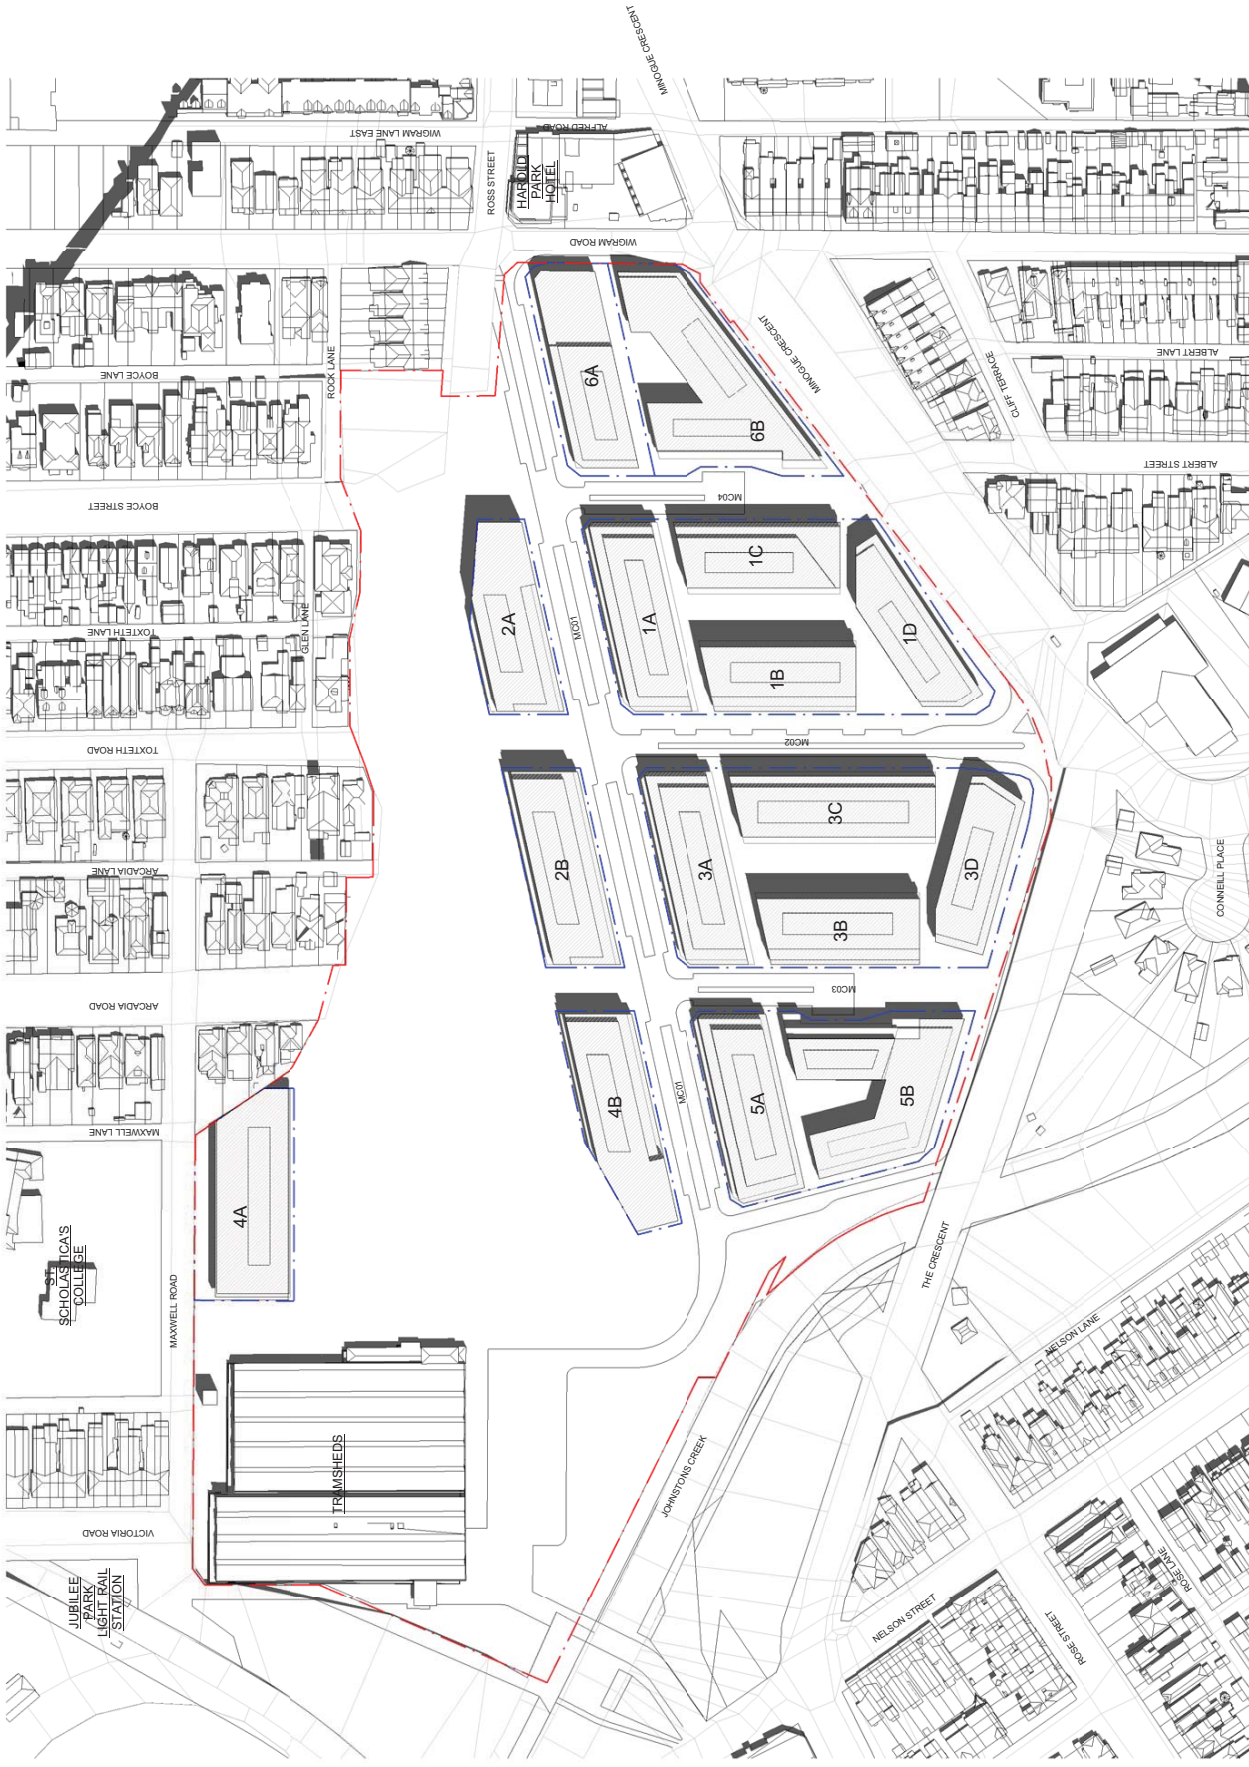 MINOGUE CRESCENT
WIGRAM LANE EAST
ALFRED ROAD
ROSS STREET
HAROLD
PARK
HOTEL
WIGRAM ROAD
MINOGUE CRESCENT
ROCK LANE
BOYCE LANE
ALBERT LANE
CLIFF TERRACE
6A
6B
ALBERT STREET
MC04
BOYCE STREET
2A
MC01
1A
1C
1B
1D
TOXTETH LANE
GLEN LANE
TOXTETH ROAD
MC02
2B
3A
3C
3B
3D
ARCADIA LANE
CONNEILL PLACE
ARCADIA ROAD
MC03
4B
MC01
5A
5B
MAXWELL LANE
4A
ST.
SCHOLASTICA'S
COLLEGE
MAXWELL ROAD
THE CRESCENT
NELSON LANE
TRAMSHEDS
JOHNSTONS CREEK
VICTORIA ROAD
JUBILEE
PARK
LIGHT RAIL
STATION
NELSON STREET
ROSE STREET
ROSE LANE